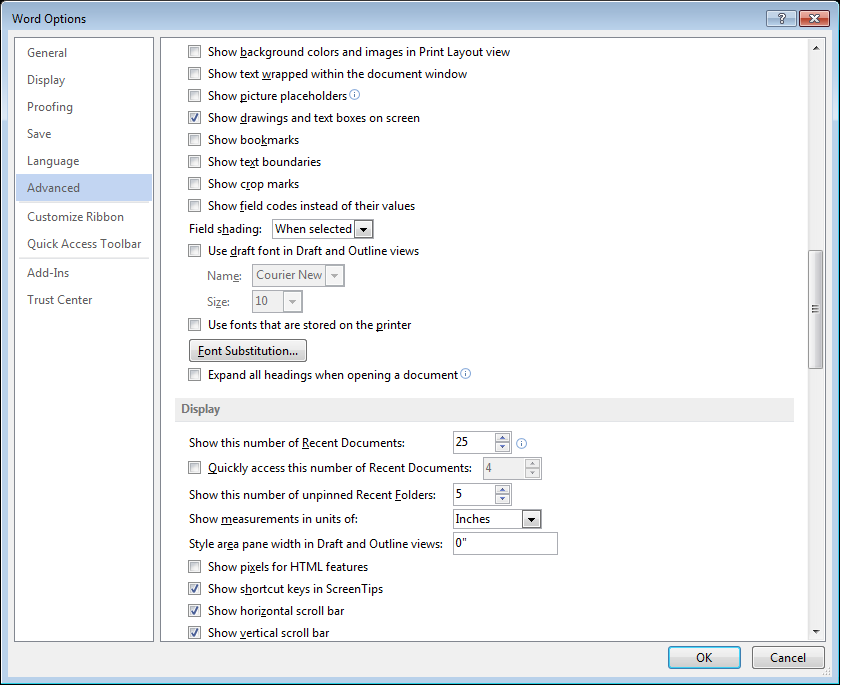 Word Options
General
Display
Proofing
Save
Language
Advanced
Customize Ribbon
Quick Access Toolbar
Add-Ins
Trust Center
Show background colors and images in Print Layout view
Show text wrapped within the document window
Show picture placeholders
Show drawings and text boxes on screen
Show bookmarks
Show text boundaries
Show crop marks
Show field codes instead of their values
Field shading: When selected
Use draft font in Draft and Outline views
Name: Courier New
Size: 10
Use fonts that are stored on the printer
Font Substitution...
Expand all headings when opening a document
Display
Show this number of Recent Documents: 25
Quickly access this number of Recent Documents: 4
Show this number of unpinned Recent Folders: 5
Show measurements in units of: Inches
Style area pane width in Draft and Outline views: 0"
Show pixels for HTML features
Show shortcut keys in ScreenTips
Show horizontal scroll bar
Show vertical scroll bar
OK Cancel